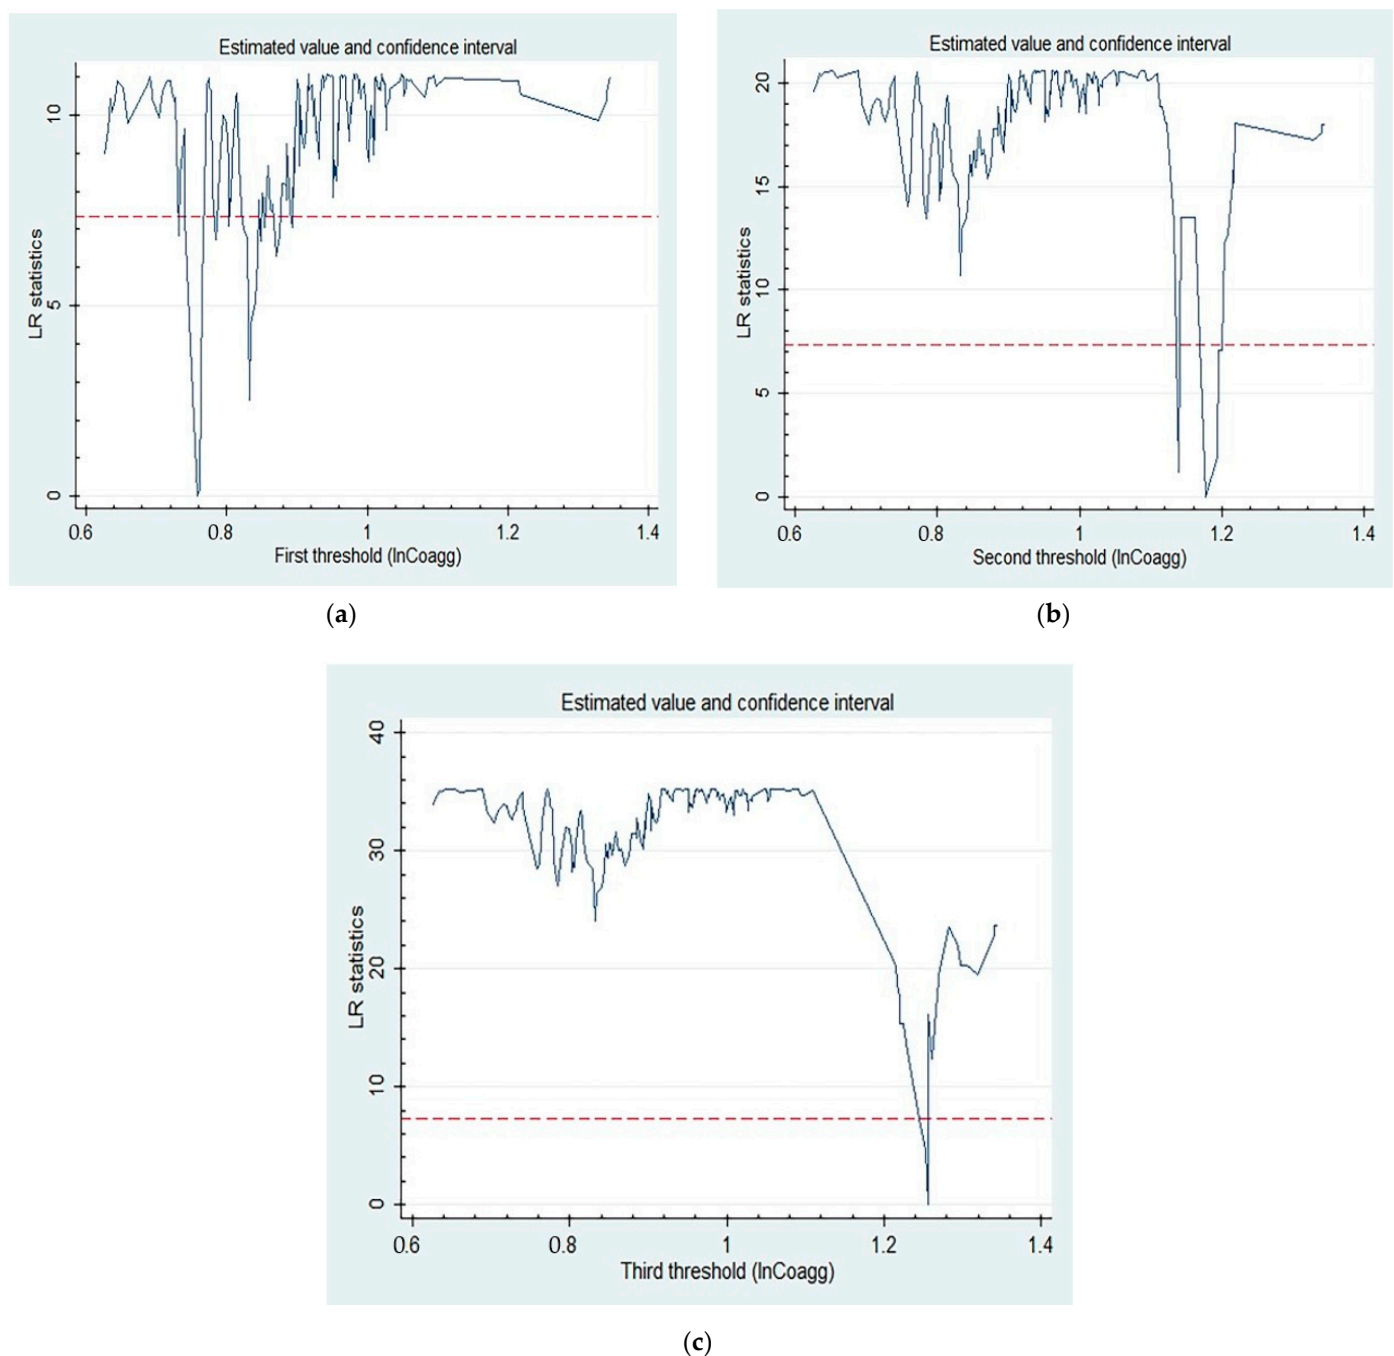 Estimated value and confidence interval
LR statistics
10
5
0
0.6 0.8 1 1.2 1.4
First threshold (lnCoagg)
(a)
Estimated value and confidence interval
LR statistics
20
15
10
5
0
0.6 0.8 1 1.2 1.4
Second threshold (lnCoagg)
(b)
Estimated value and confidence interval
LR statistics
40
30
20
10
0
0.6 0.8 1 1.2 1.4
Third threshold (lnCoagg)
(c)